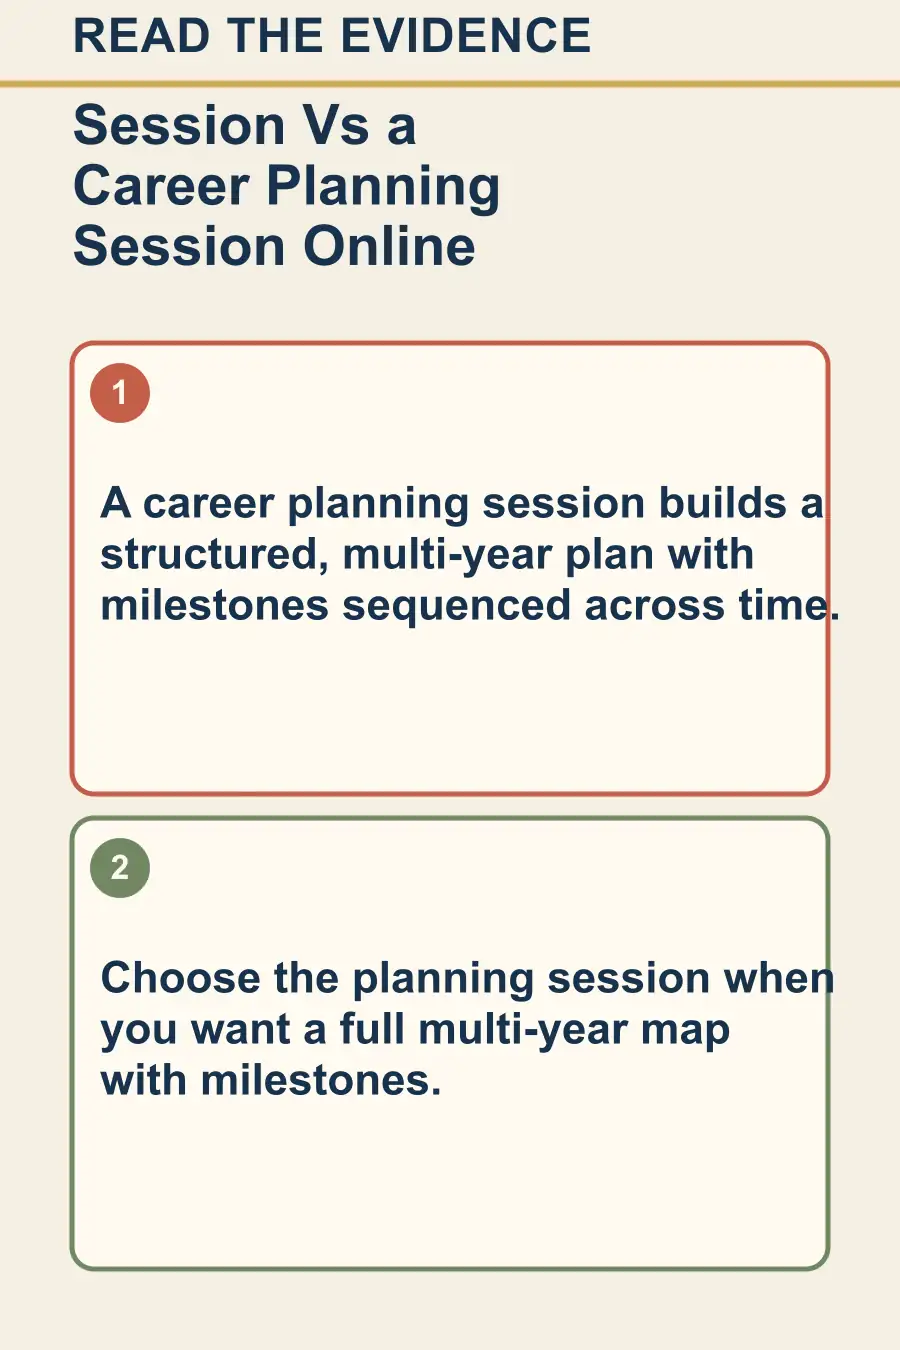 READ THE EVIDENCE
Session Vs a
Career Planning
Session Online
1
A career planning session builds a
structured, multi-year plan with
milestones sequenced across time.
2
Choose the planning session when
you want a full multi-year map
with milestones.